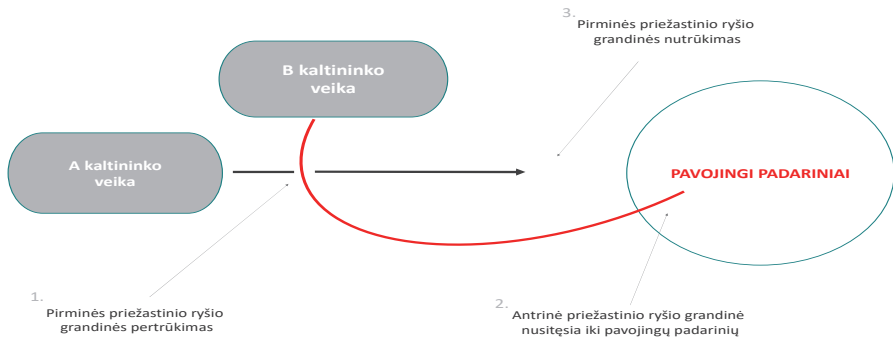 3.
Pirminės priežastinio ryšio
grandinės nutrūkimas
B kaltininko
veika
A kaltininko
veika
PAVOJINGI PADARINIAI
1.
Pirminės priežastinio ryšio
grandinės pertrūkimas
2.
Antrinė priežastinio ryšio grandinė
nusitęsia iki pavojingų padarinių